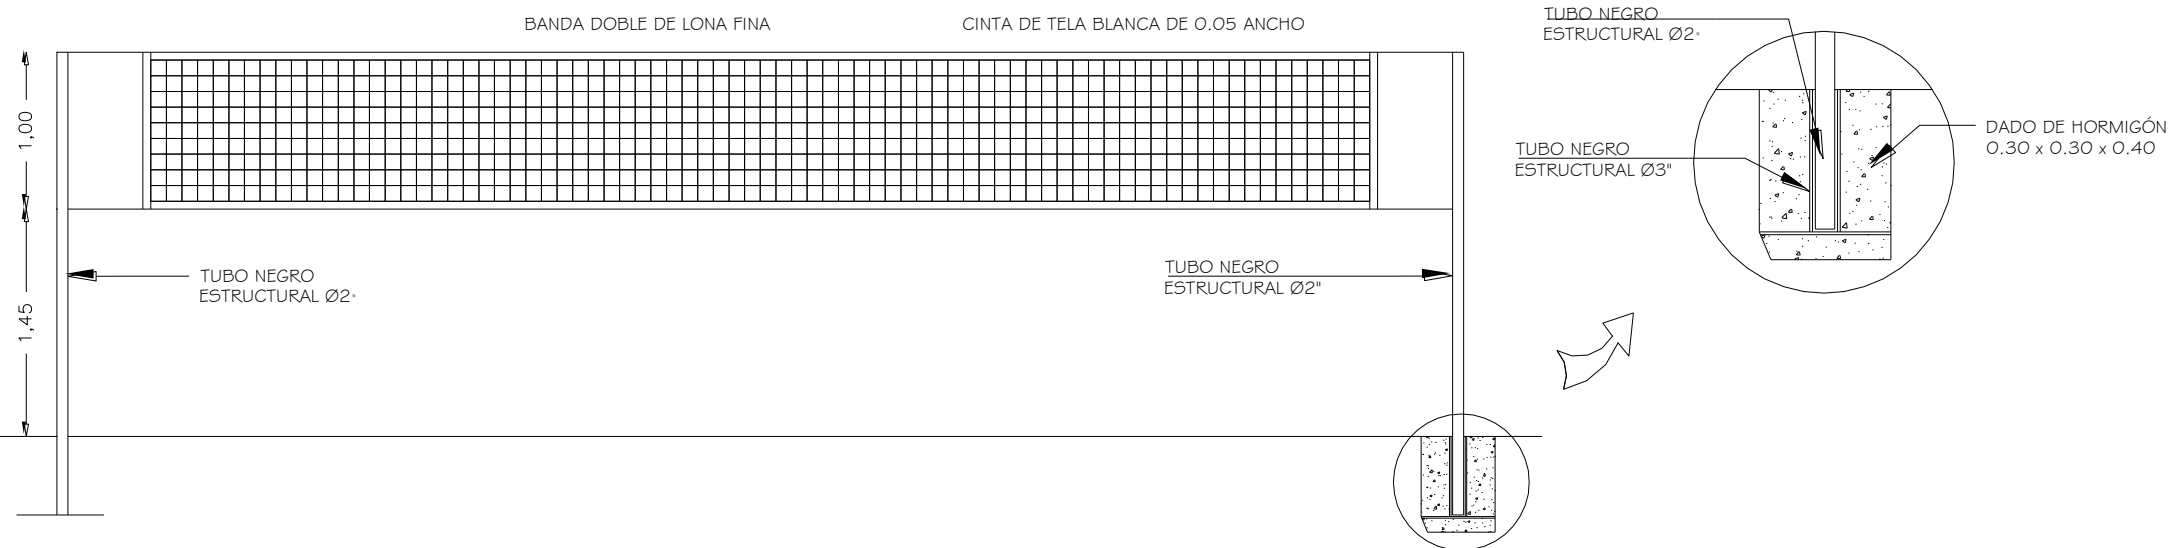 BANDA DOBLE DE LONA FINA
CINTA DE TELA BLANCA DE 0.05 ANCHO
TUBO NEGRO
ESTRUCTURAL Ø2"
1,00
TUBO NEGRO
ESTRUCTURAL Ø3"
DADO DE HORMIGÓN
0.30 x 0.30 x 0.40
1,45
TUBO NEGRO
ESTRUCTURAL Ø2"
TUBO NEGRO
ESTRUCTURAL Ø2"